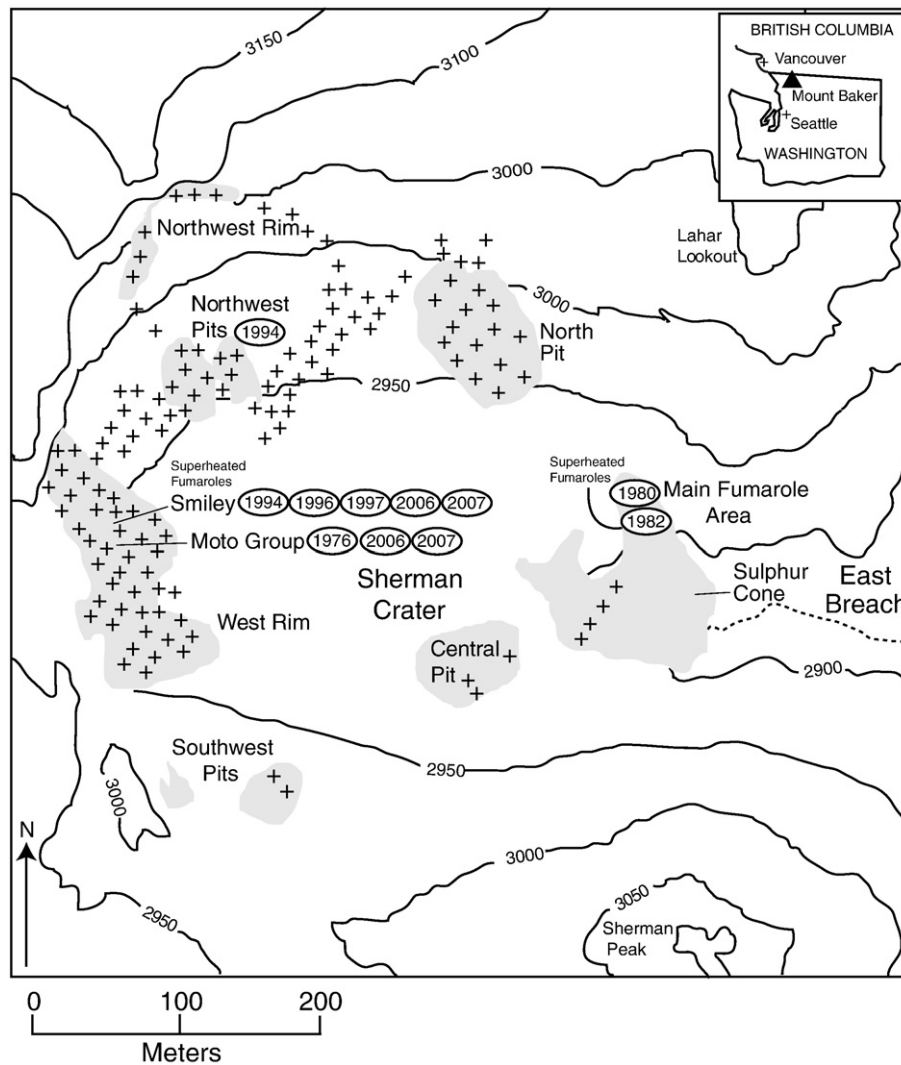 3150
3100
BRITISH COLUMBIA
Vancouver
Mount Baker
Seattle
WASHINGTON
3000
Northwest Rim
Lahar
Lookout
Northwest
Pits
1994
3000
North
Pit
2950
Superheated
Fumaroles
Smiley 1994 1996 1997 2006 2007
Moto Group 1976 2006 2007
Superheated
Fumaroles
1980
1982
Main Fumarole
Area
Sherman
Crater
Sulphur
Cone
East
Breach
West Rim
Central
Pit
2900
Southwest
Pits
2950
3000
N
2950
3000
3050
Sherman
Peak
0 100 200
Meters